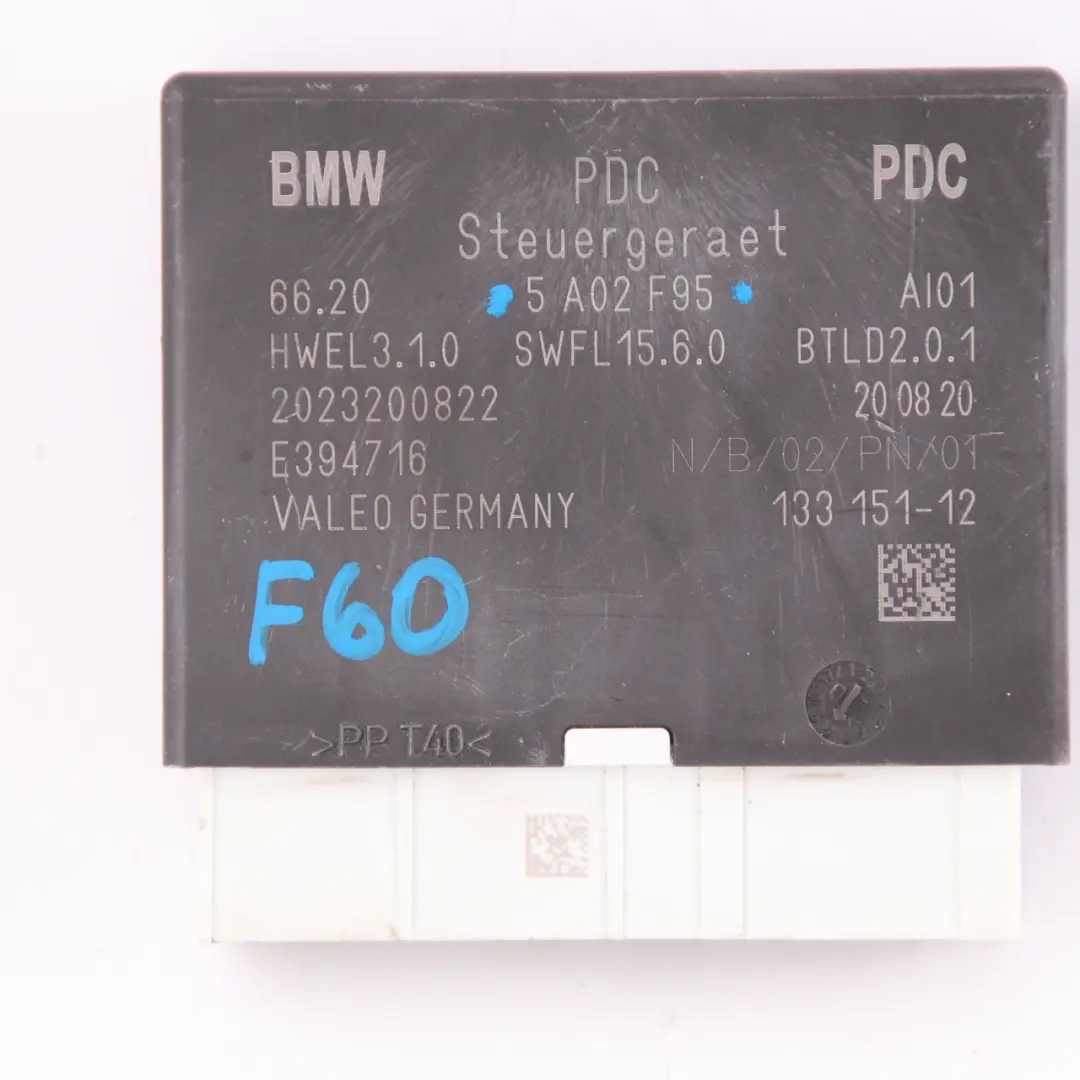 BMW PDC PDC
Steuergeraet
66.20 5 A02 F95 AI01
HWEL3.1.0 SWFL15.6.0 BTLD2.0.1
2023200822 20 08 20
E394716 N/B/02/PN/01
VALEO GERMANY 133 151-12
F60
>PP T40<